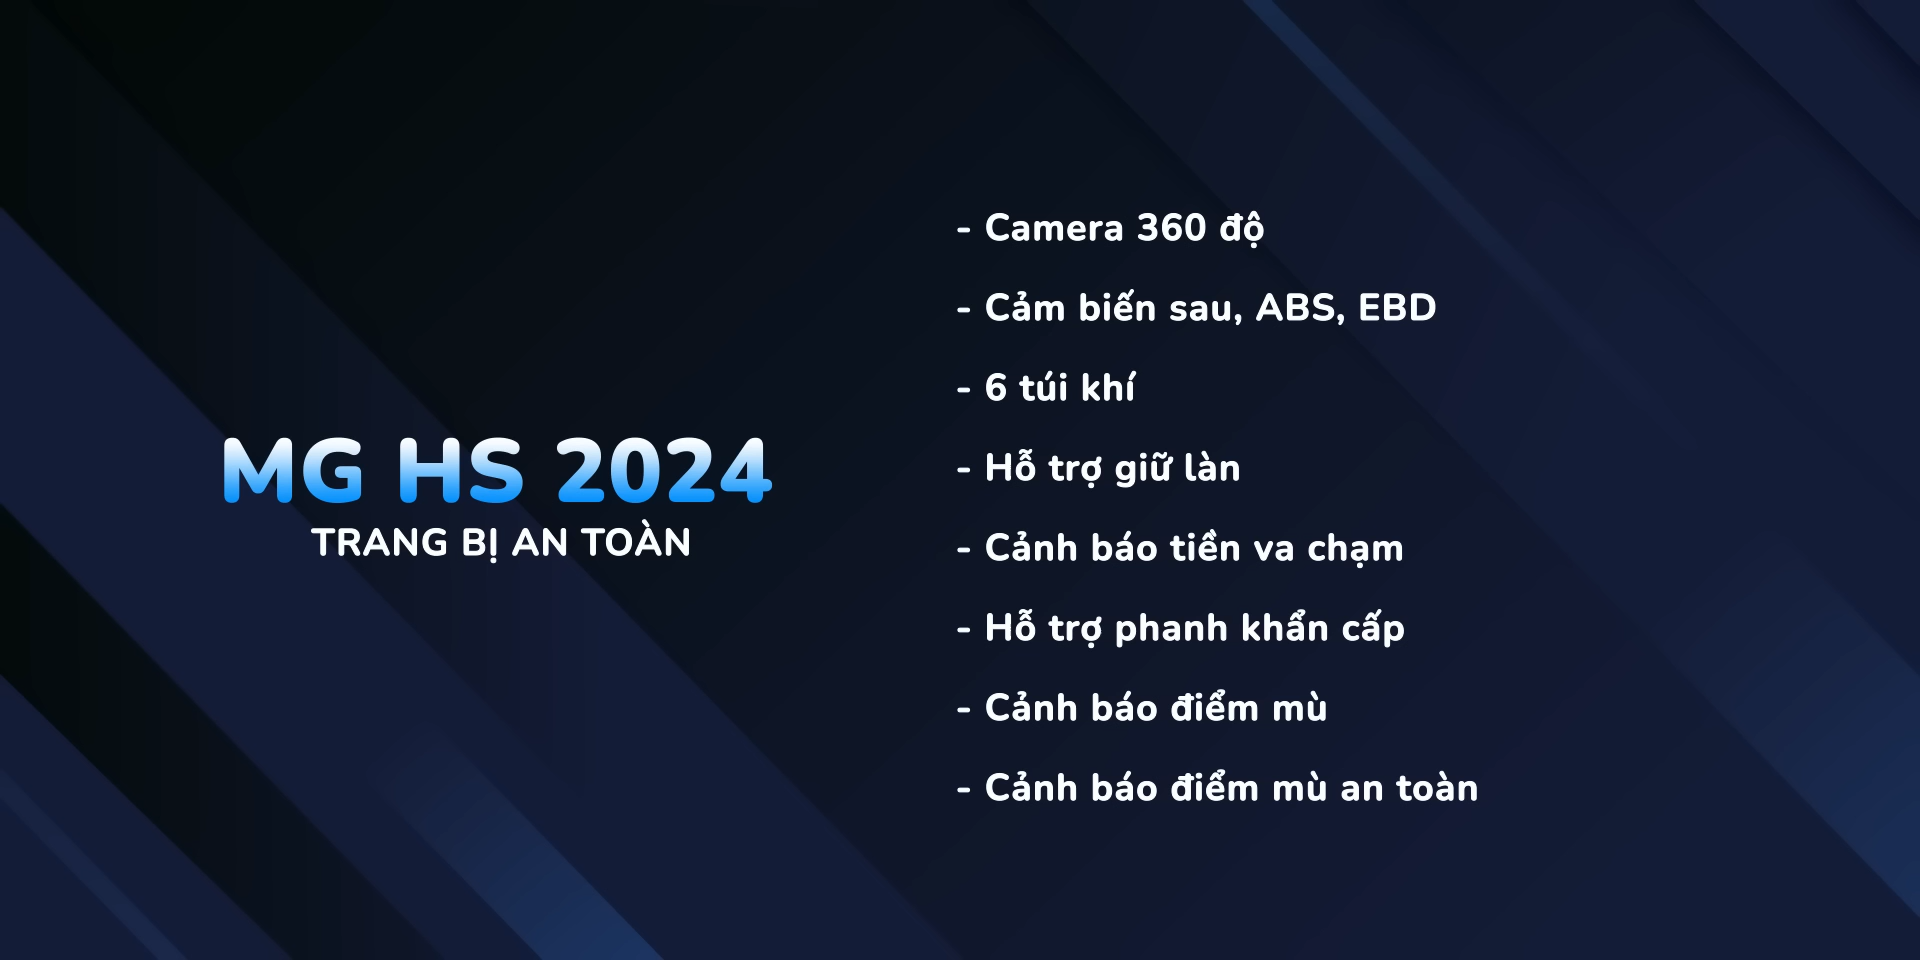 MG HS 2024
TRANG BỊ AN TOÀN
- Camera 360 độ
- Cảm biến sau, ABS, EBD
- 6 túi khí
- Hỗ trợ giữ làn
- Cảnh báo tiền va chạm
- Hỗ trợ phanh khẩn cấp
- Cảnh báo điểm mù
- Cảnh báo điểm mù an toàn